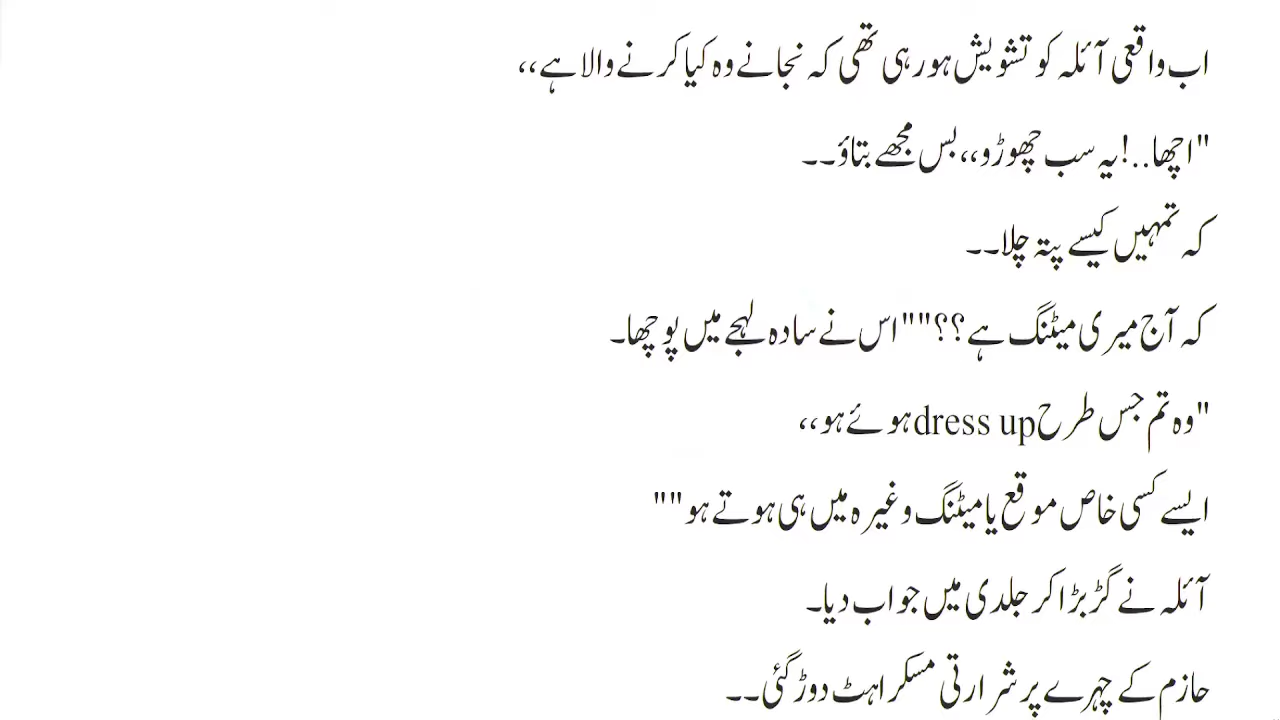 اب واقعی آئلہ کو تشویش ہو رہی تھی کہ نجانے وہ کیا کرنے والا ہے،،
"اچھا..! یہ سب چھوڑو،، بس مجھے بتاؤ۔۔
کہ تمہیں کیسے پتہ چلا۔۔
کہ آج میری میٹنگ ہے؟؟"" اس نے سادہ لہجے میں پوچھا۔
"وہ تم جس طرح dress up ہوئے ہو،،
ایسے کسی خاص موقع یا میٹنگ وغیرہ میں ہی ہوتے ہو""
آئلہ نے گڑبڑا کر جلدی میں جواب دیا۔
حازم کے چہرے پر شرارتی مسکراہٹ دوڑ گئی۔۔